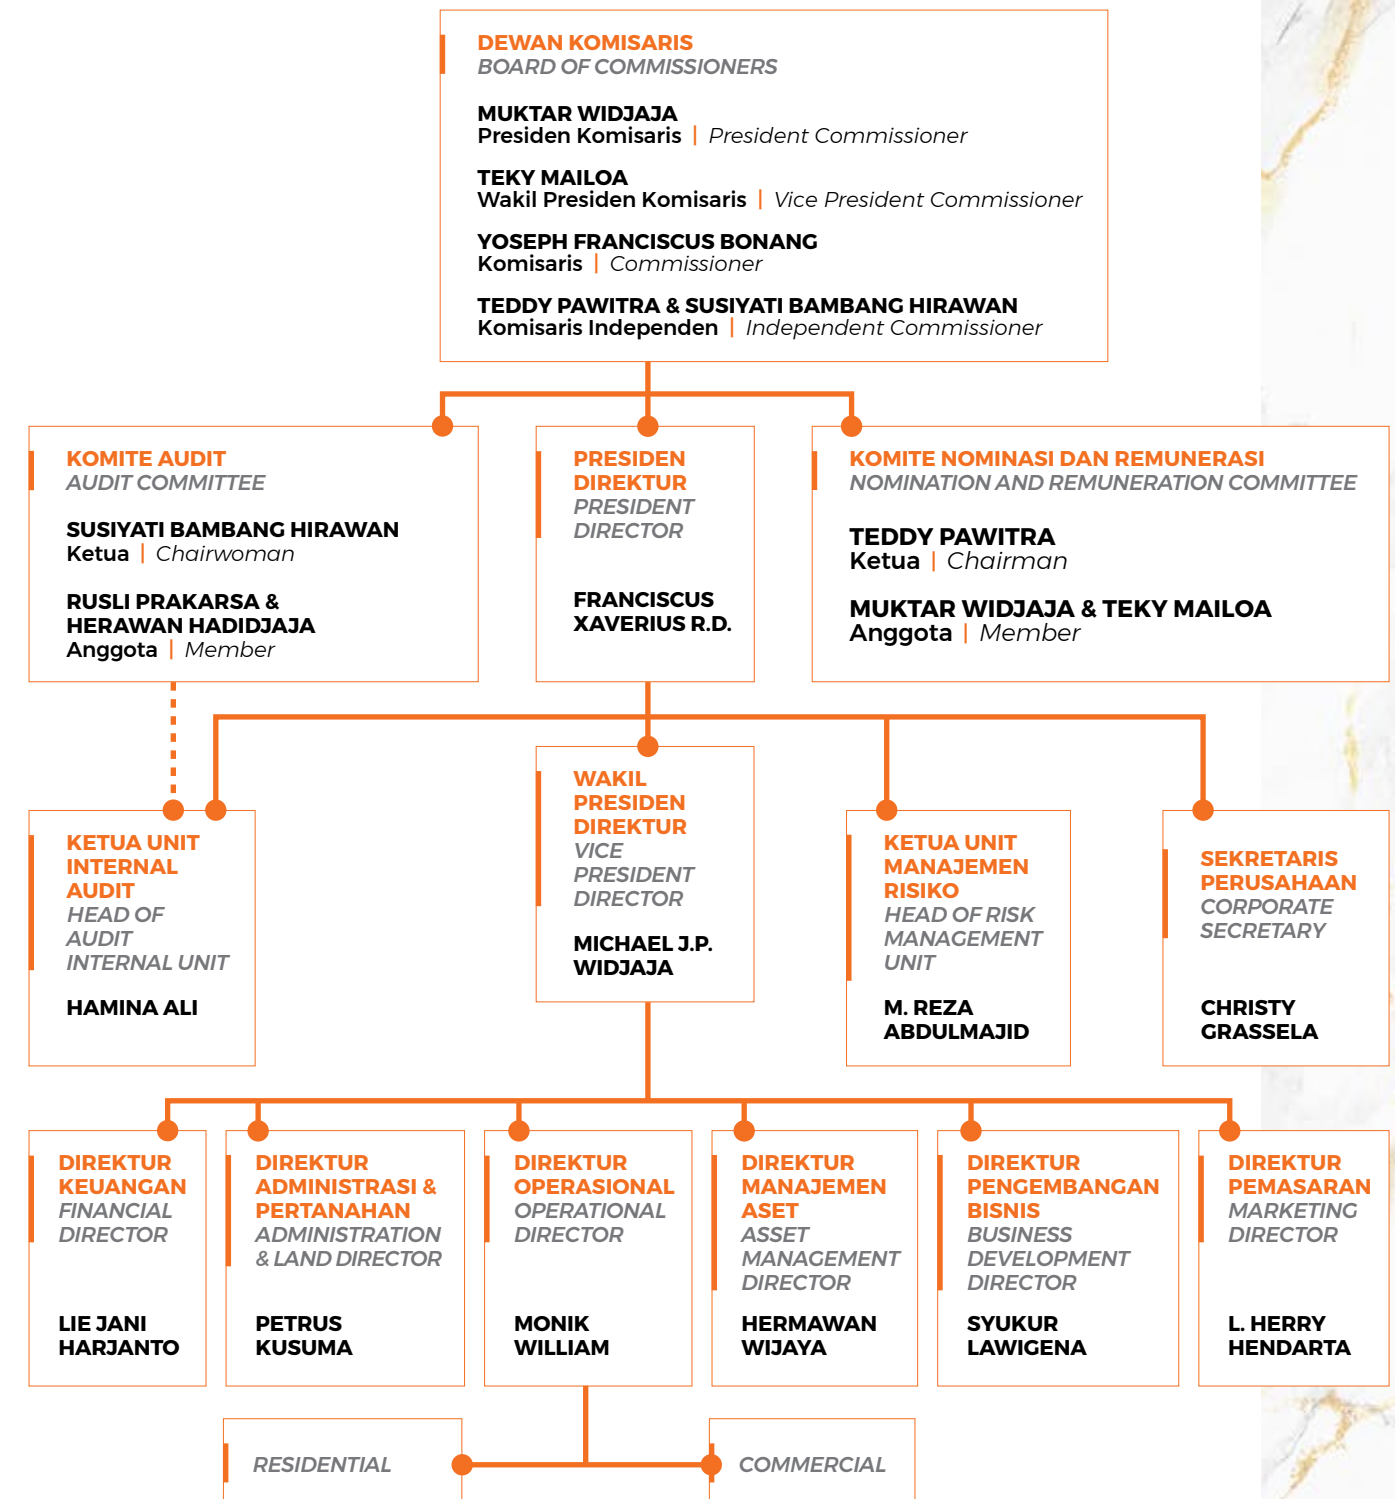 DEWAN KOMISARIS
BOARD OF COMMISSIONERS
MUKTAR WIDJAJA
Presiden Komisaris | President Commissioner
TEKY MAILOA
Wakil Presiden Komisaris | Vice President Commissioner
YOSEPH FRANCISCUS BONANG
Komisaris | Commissioner
TEDDY PAWITRA & SUSIYATI BAMBANG HIRAWAN
Komisaris Independen | Independent Commissioner
KOMITE AUDIT
AUDIT COMMITTEE
SUSIYATI BAMBANG HIRAWAN
Ketua | Chairwoman
RUSLI PRAKARSA &
HERAWAN HADIDJAJA
Anggota | Member
PRESIDEN
DIREKTUR
PRESIDENT
DIRECTOR
FRANCISCUS
XAVERIUS R.D.
KOMITE NOMINASI DAN REMUNERASI
NOMINATION AND REMUNERATION COMMITTEE
TEDDY PAWITRA
Ketua | Chairman
MUKTAR WIDJAJA & TEKY MAILOA
Anggota | Member
KETUA UNIT
INTERNAL
AUDIT
HEAD OF
AUDIT
INTERNAL UNIT
HAMINA ALI
WAKIL
PRESIDEN
DIREKTUR
VICE
PRESIDENT
DIRECTOR
MICHAEL J.P.
WIDJAJA
KETUA UNIT
MANAJEMEN
RISIKO
HEAD OF RISK
MANAGEMENT
UNIT
M. REZA
ABDULMAJID
SEKRETARIS
PERUSAHAAN
CORPORATE
SECRETARY
CHRISTY
GRASSELA
DIREKTUR
KEUANGAN
FINANCIAL
DIRECTOR
LIE JANI
HARJANTO
DIREKTUR
ADMINISTRASI &
PERTANAHAN
ADMINISTRATION
& LAND DIRECTOR
PETRUS
KUSUMA
DIREKTUR
OPERASIONAL
OPERATIONAL
DIRECTOR
MONIK
WILLIAM
DIREKTUR
MANAJEMEN
ASET
ASSET
MANAGEMENT
DIRECTOR
HERMAWAN
WIJAYA
DIREKTUR
PENGEMBANGAN
BISNIS
BUSINESS
DEVELOPMENT
DIRECTOR
SYUKUR
LAWIGENA
DIREKTUR
PEMASARAN
MARKETING
DIRECTOR
L. HERRY
HENDARTA
RESIDENTIAL
COMMERCIAL